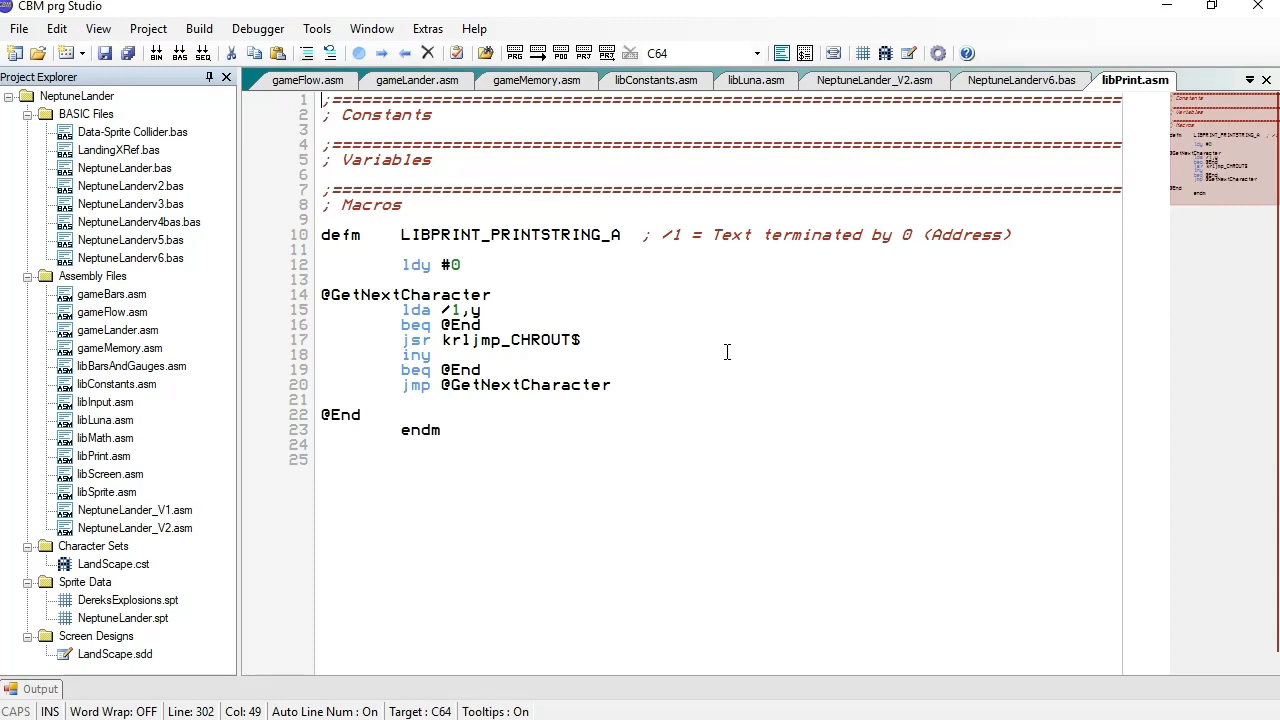 CBM prg Studio
File Edit View Project Build Debugger Tools Window Extras Help
C64
Project Explorer
gameFlow.asm gameLander.asm gameMemory.asm libConstants.asm libLuna.asm NeptuneLander_V2.asm NeptuneLanderv6.bas libPrint.asm
NeptuneLander
BASIC Files
Data-Sprite Collider.bas
LandingXRef.bas
NeptuneLander.bas
NeptuneLanderv2.bas
NeptuneLanderv3.bas
NeptuneLanderv4bas.bas
NeptuneLanderv5.bas
NeptuneLanderv6.bas
Assembly Files
gameBars.asm
gameFlow.asm
gameLander.asm
gameMemory.asm
libBarsAndGauges.asm
libConstants.asm
libInput.asm
libLuna.asm
libMath.asm
libPrint.asm
libScreen.asm
libSprite.asm
NeptuneLander_V1.asm
NeptuneLander_V2.asm
Character Sets
LandScape.cst
Sprite Data
DereksExplosions.spt
NeptuneLander.spt
Screen Designs
LandScape.sdd
1 ;================================================================================
2 ; Constants
3
4 ;================================================================================
5 ; Variables
6
7 ;================================================================================
8 ; Macros
9
10 defm LIBPRINT_PRINTSTRING_A ; /1 = Text terminated by 0 (Address)
11
12 ldy #0
13
14 @GetNextCharacter
15 lda /1,y
16 beq @End
17 jsr krljmp_CHROUT$
18 iny
19 beq @End
20 jmp @GetNextCharacter
21
22 @End
23 endm
24
25
Output
CAPS INS Word Wrap: OFF Line: 302 Col: 49 Auto Line Num : On Target : C64 Tooltips : On